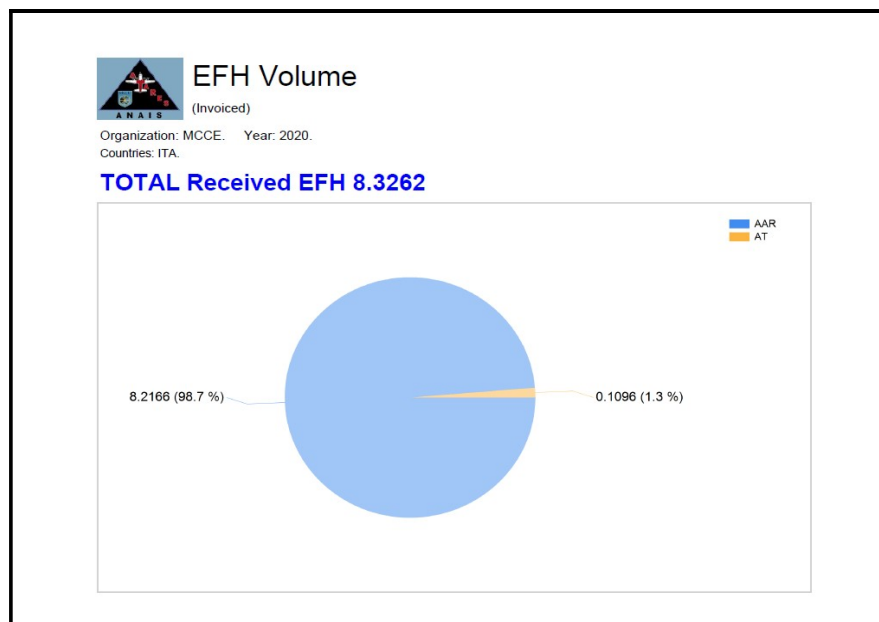 EFH Volume
(Invoiced)
ANAIS
Organization: MCCE. Year: 2020.
Countries: ITA.
TOTAL Received EFH 8.3262
AAR
AT
8.2166 (98.7 %)
0.1096 (1.3 %)